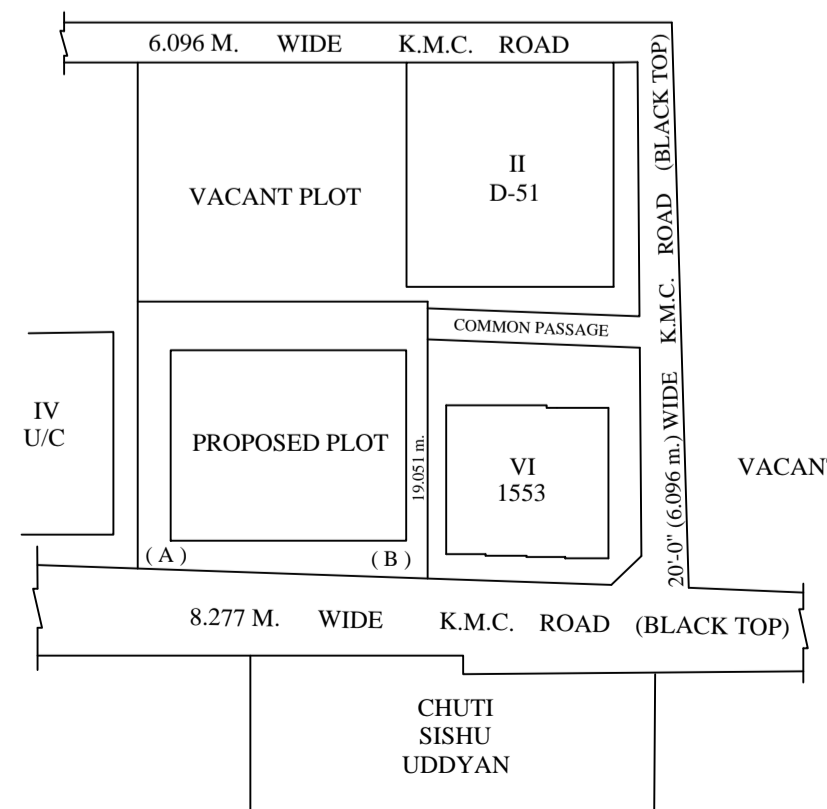 6.096 M. WIDE K.M.C. ROAD
VACANT PLOT
II
D-51
20'-0" (6.096 m.) WIDE K.M.C. ROAD (BLACK TOP)
COMMON PASSAGE
IV
U/C
PROPOSED PLOT
19.051 m.
VI
1553
VACAN
( A )
( B )
8.277 M. WIDE K.M.C. ROAD (BLACK TOP)
CHUTI
SISHU
UDDYAN